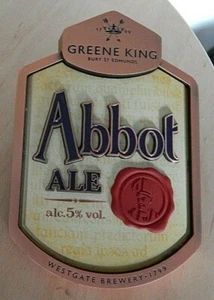 GREENE KING
BURY ST EDMUNDS
Abbot
ALE
alc.5% vol.
WESTGATE BREWERY-1799